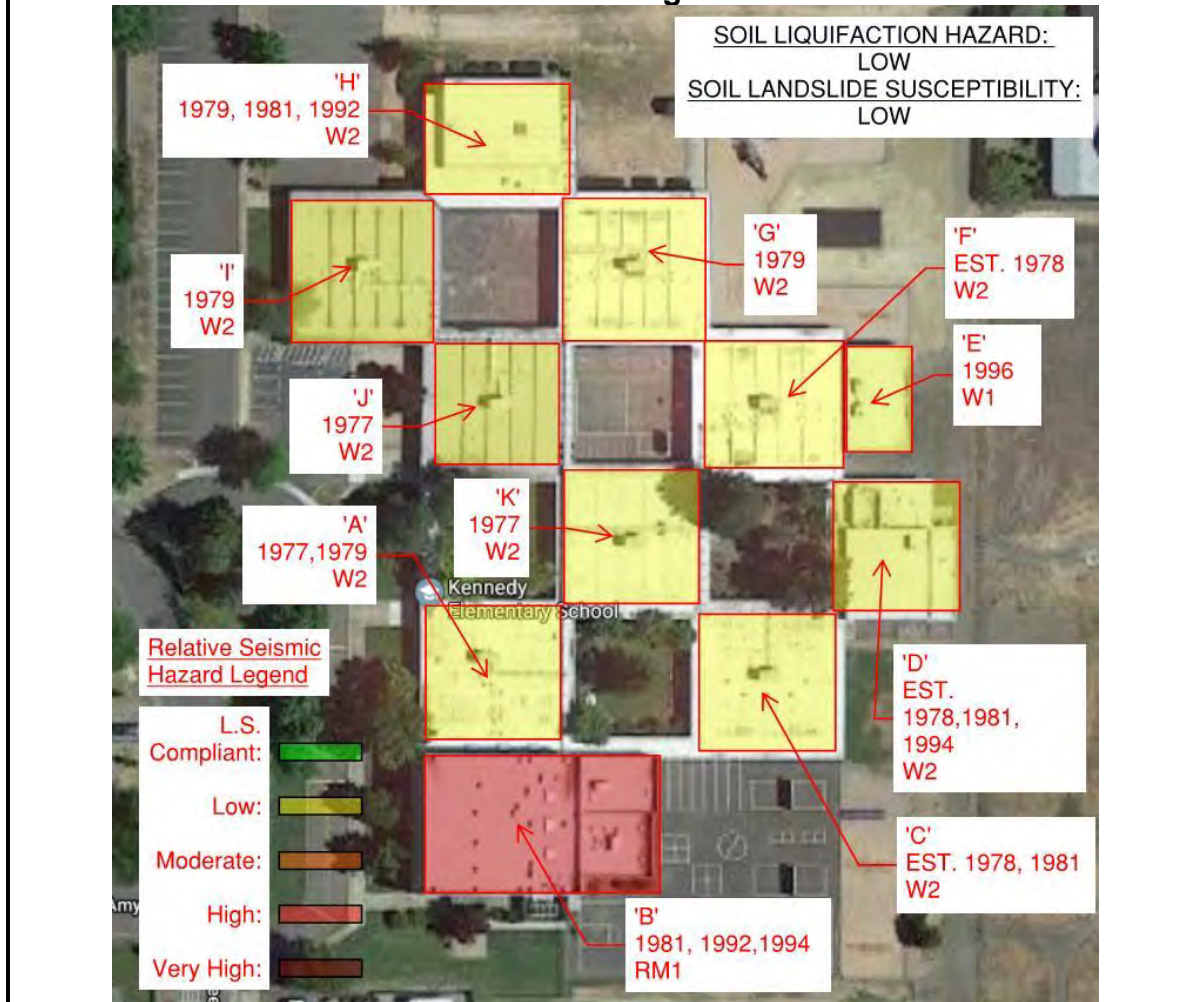 SOIL LIQUIFACTION HAZARD:
LOW
SOIL LANDSLIDE SUSCEPTIBILITY:
LOW
'H'
1979, 1981, 1992
W2
'G'
1979
W2
'F'
EST. 1978
W2
'I'
1979
W2
'E'
1996
W1
'J'
1977
W2
'K'
1977
W2
'A'
1977,1979
W2
Kennedy
Elementary School
Relative Seismic
Hazard Legend
L.S.
Compliant:
Low:
Moderate:
High:
Very High:
'D'
EST.
1978,1981,
1994
W2
'C'
EST. 1978, 1981
W2
'B'
1981, 1992,1994
RM1
Amy